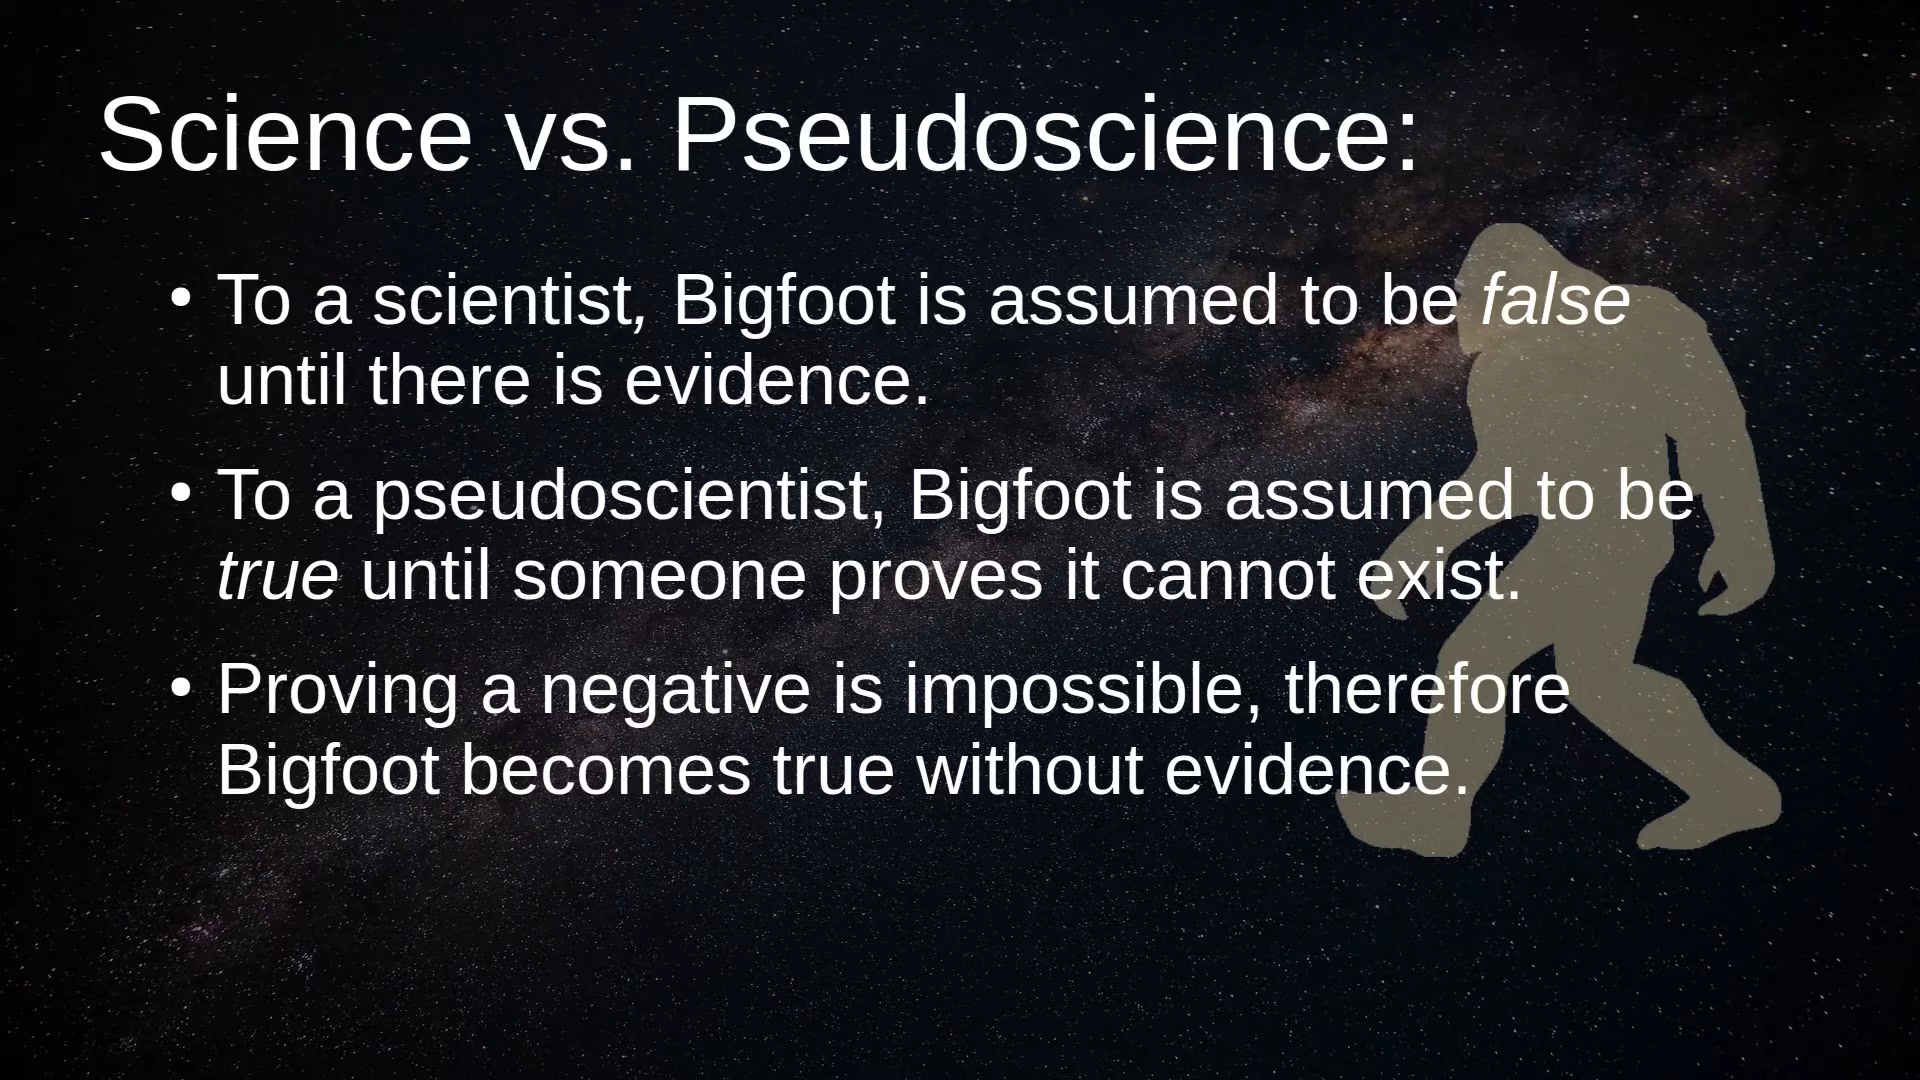 Science vs. Pseudoscience:
• To a scientist, Bigfoot is assumed to be false
until there is evidence.
• To a pseudoscientist, Bigfoot is assumed to be
true until someone proves it cannot exist.
• Proving a negative is impossible, therefore
Bigfoot becomes true without evidence.